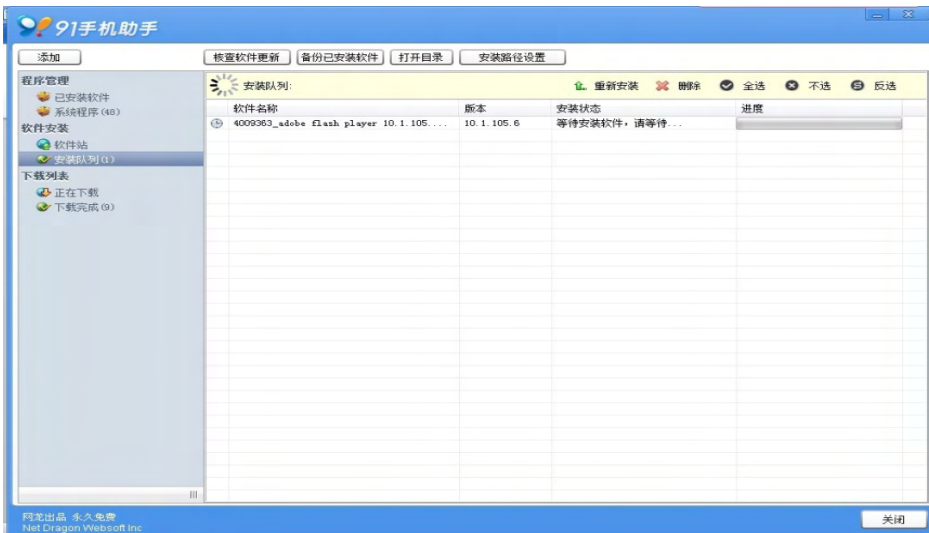 91手机助手
添加 核查软件更新 备份已安装软件 打开目录 安装路径设置
程序管理
已安装软件
系统程序(48)
软件安装
软件站
安装队列(1)
下载列表
正在下载
下载完成(9)
安装队列: 重新安装 删除 全选 不选 反选
软件名称 版本 安装状态 进度
4009363_adobe flash player 10.1.105.... 10.1.105.6 等待安装软件，请等待...
网龙出品 永久免费
Net Dragon Websoft Inc
关闭